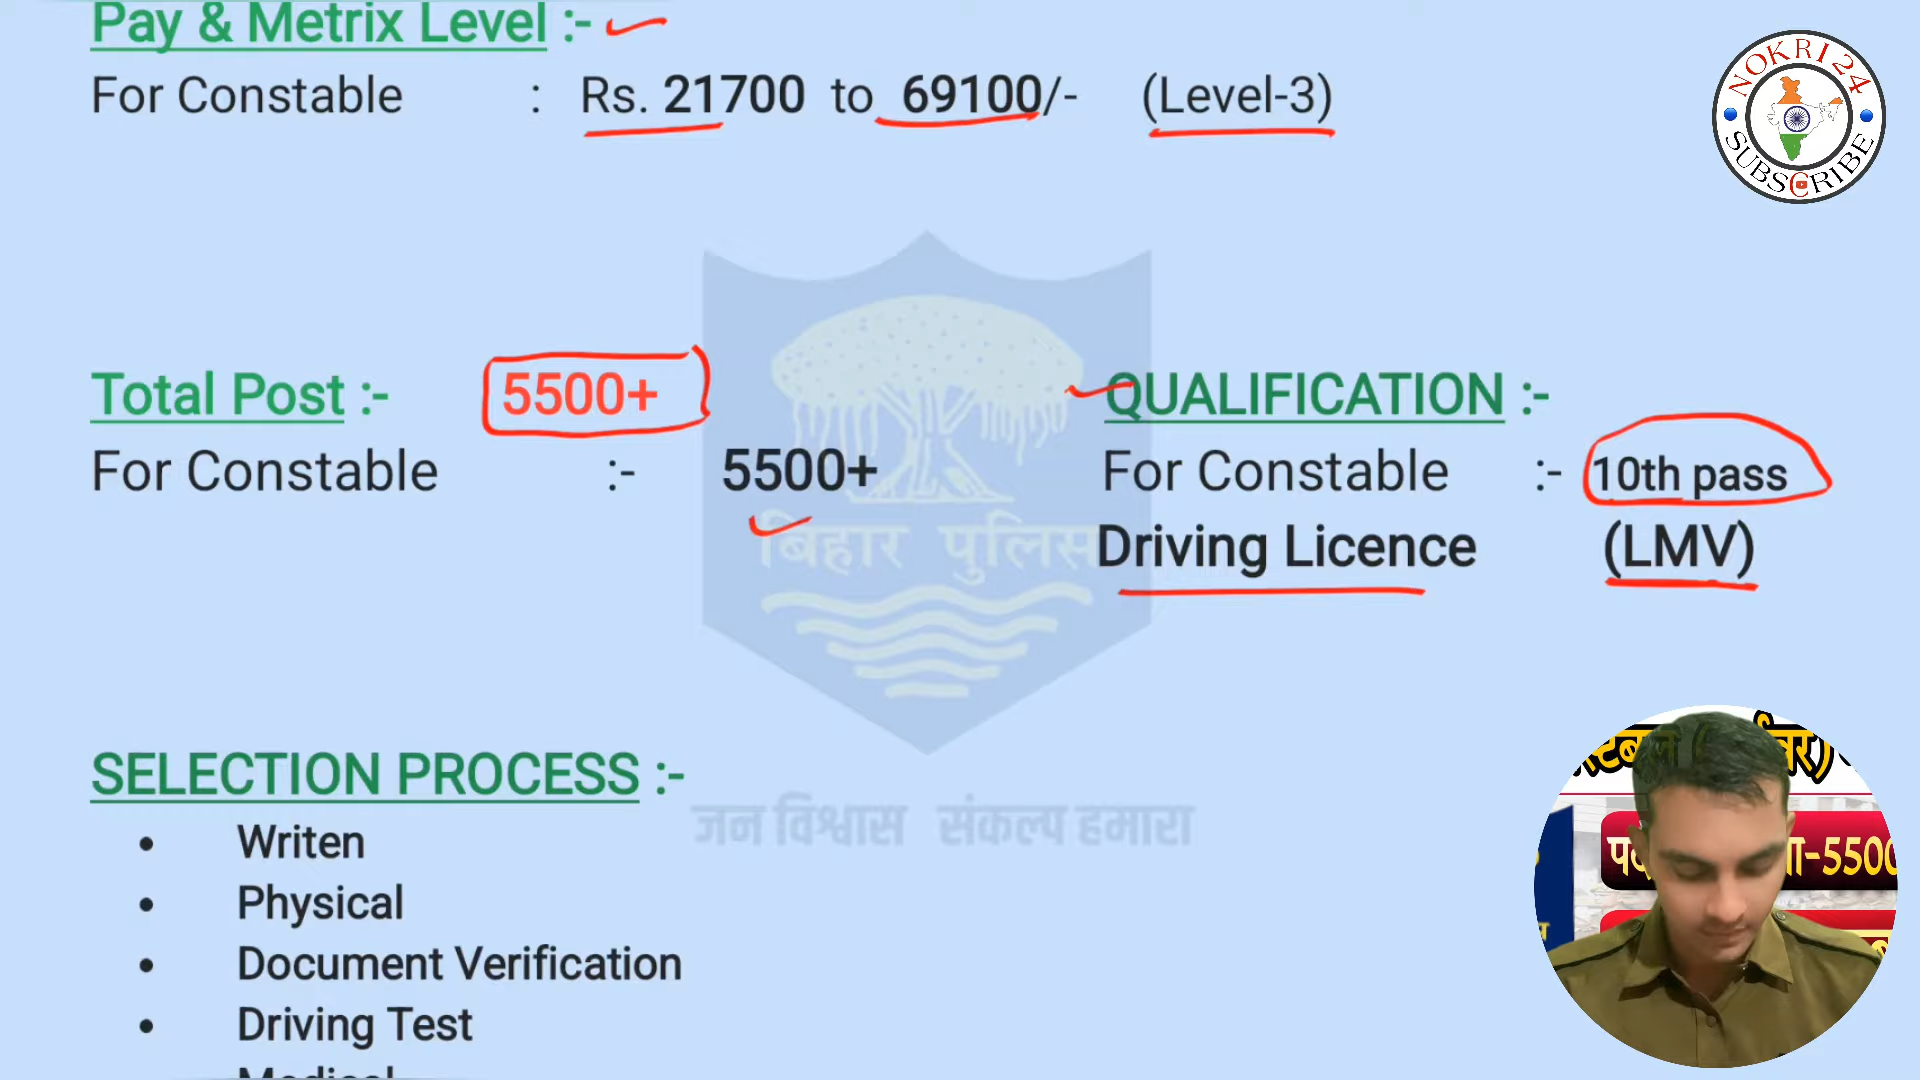 Pay & Metrix Level :-
For Constable : Rs. 21700 to 69100/- (Level-3)
NOKRI 24
SUBSCRIBE
Total Post :- 5500+
QUALIFICATION :-
For Constable :- 5500+
For Constable :- 10th pass
Driving Licence (LMV)
बिहार पुलिस
SELECTION PROCESS :-
जन विश्वास संकल्प हमारा
• Writen
• Physical
• Document Verification
• Driving Test
Medical
-5500